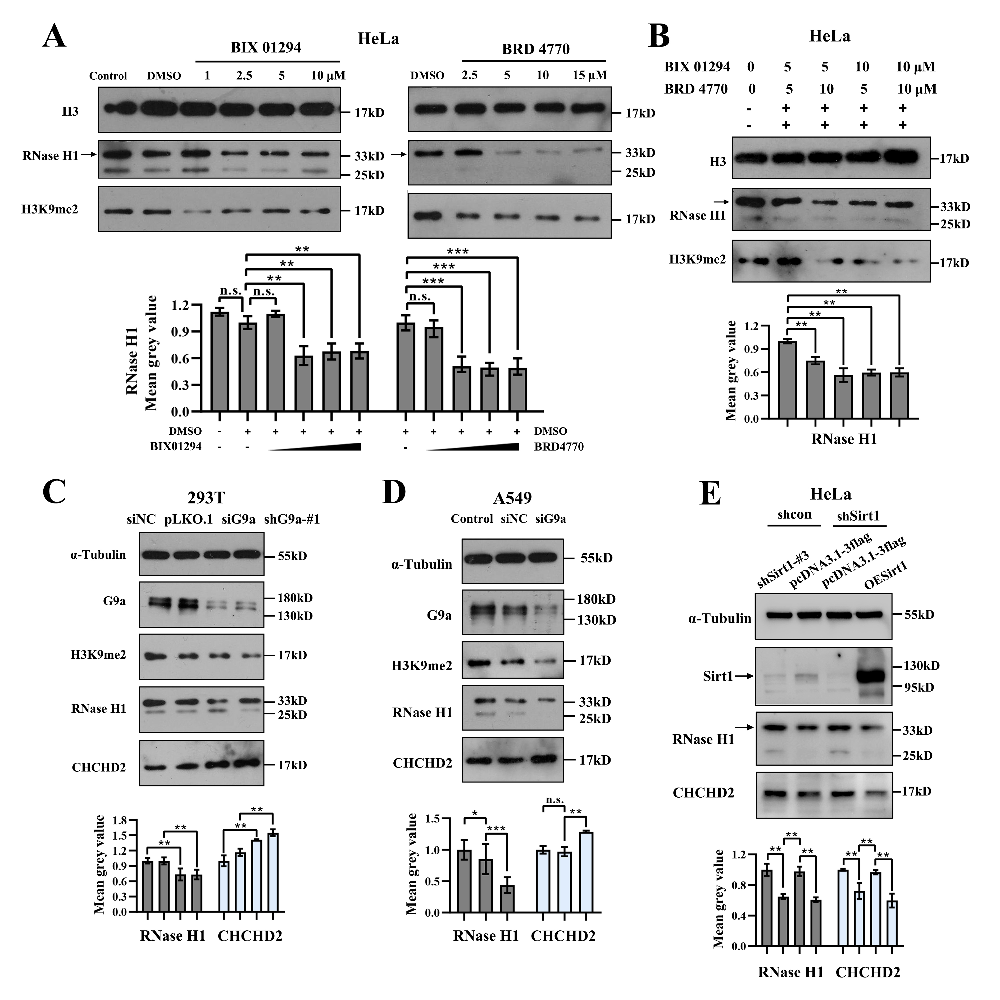 A
HeLa
BIX 01294
BRD 4770
Control DMSO 1 2.5 5 10 μM
DMSO 2.5 5 10 15 μM
H3
17kD
17kD
RNase H1
33kD
25kD
33kD
25kD
H3K9me2
17kD
17kD
RNase H1
Mean grey value
1.2
0.9
0.6
0.3
0.0
n.s.
n.s.
**
**
**
n.s.
***
***
***
DMSO - + + + + + + + + + + DMSO
BIX01294 - - - BRD4770
B
HeLa
BIX 01294 0 5 5 10 10 μM
BRD 4770 0 5 10 5 10 μM
- + + + +
- + + + +
H3
17kD
RNase H1
33kD
25kD
H3K9me2
17kD
Mean grey value
1.2
0.9
0.6
0.3
0.0
**
**
**
**
RNase H1
C
293T
siNC pLKO.1 siG9a shG9a-#1
α-Tubulin
55kD
G9a
180kD
130kD
H3K9me2
17kD
RNase H1
33kD
25kD
CHCHD2
17kD
Mean grey value
1.8
1.5
1.2
0.9
0.6
0.3
0.0
**
**
**
**
RNase H1 CHCHD2
D
A549
Control siNC siG9a
α-Tubulin
55kD
G9a
180kD
130kD
H3K9me2
17kD
RNase H1
33kD
25kD
CHCHD2
17kD
Mean grey value
1.5
1.0
0.5
0.0
*
***
n.s.
**
RNase H1 CHCHD2
E
HeLa
shcon shSirt1
shSirt1-#3
pcDNA3.1-3flag
pcDNA3.1-3flag
OESirt1
α-Tubulin
55kD
Sirt1
130kD
95kD
RNase H1
33kD
25kD
CHCHD2
17kD
Mean grey value
1.2
0.8
0.4
0.0
**
**
**
**
**
**
RNase H1 CHCHD2